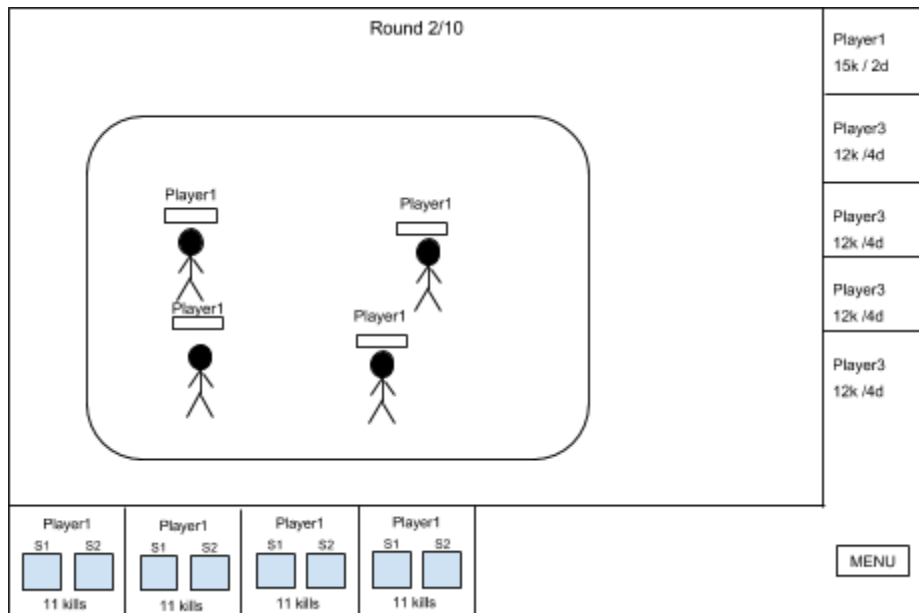 Round 2/10
Player1
15k / 2d
Player3
12k /4d
Player3
12k /4d
Player3
12k /4d
Player3
12k /4d
Player1
Player1
Player1
Player1
Player1
S1 S2
11 kills
Player1
S1 S2
11 kills
Player1
S1 S2
11 kills
Player1
S1 S2
11 kills
MENU